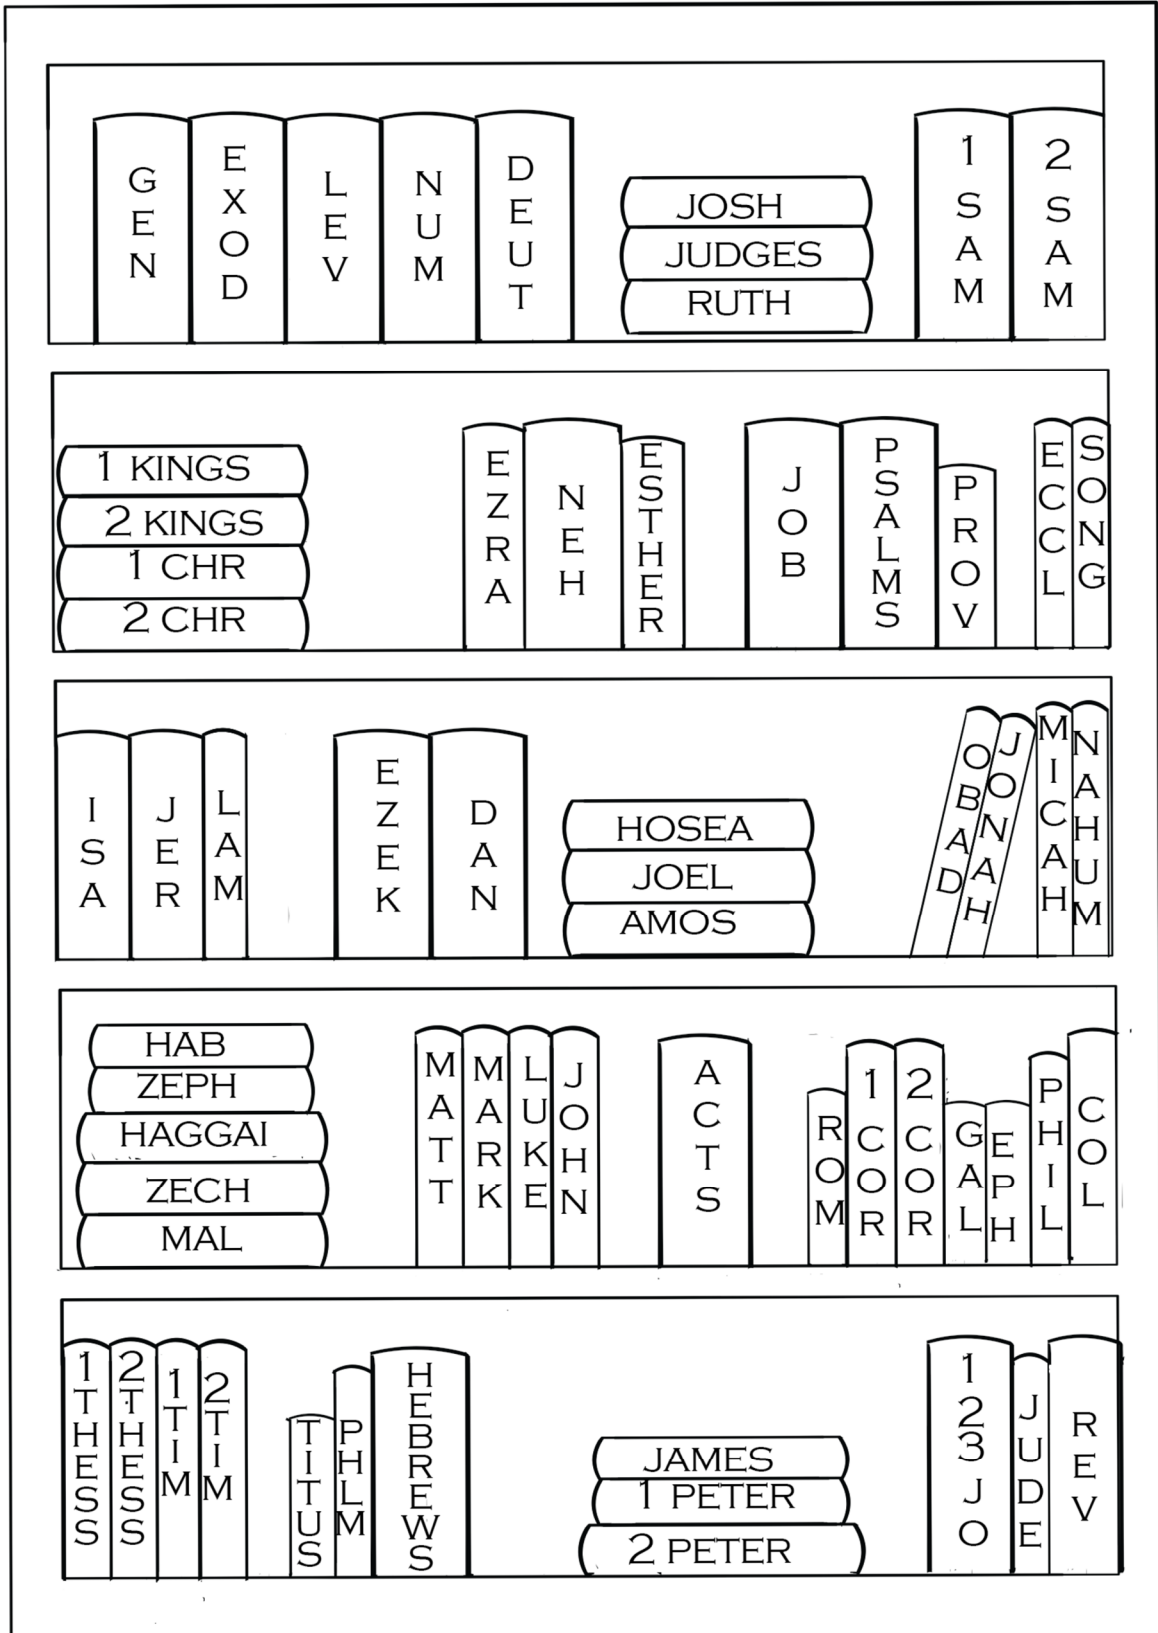 GEN
EXOD
LEV
NUM
DEUT
JOSH
JUDGES
RUTH
1 SAM
2 SAM
1 KINGS
2 KINGS
1 CHR
2 CHR
EZRA
NEH
ESTHER
JOB
PSALMS
PROV
ECCL
SONG
ISA
JER
LAM
EZEK
DAN
HOSEA
JOEL
AMOS
OBAD
JONAH
MICAH
NAHUM
HAB
ZEPH
HAGGAI
ZECH
MAL
MATT
MARK
LUKE
JOHN
ACTS
ROM
1 COR
2 COR
GAL
EPH
PHIL
COL
1 THESS
2 THESS
1 TIM
2 TIM
TITUS
PHLM
HEBREWS
JAMES
1 PETER
2 PETER
1 2 3 JO
JUDE
REV